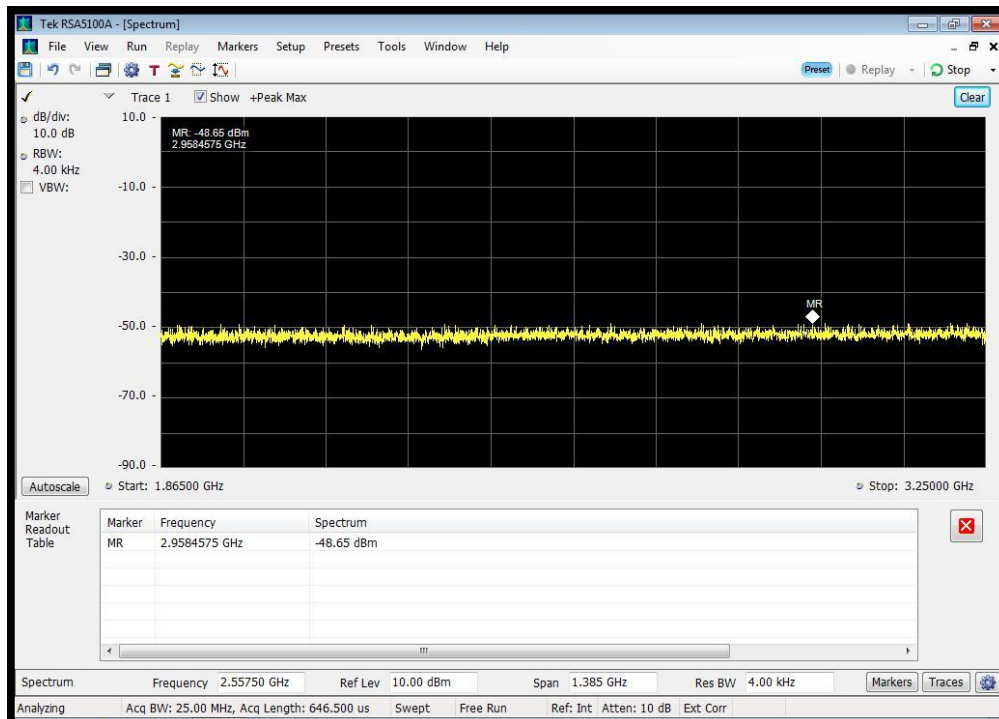 Tek RSA5100A - [Spectrum]
File View Run Replay Markers Setup Presets Tools Window Help
T Preset Replay Stop
Trace 1 Show +Peak Max Clear
dB/div:
10.0 dB
RBW:
4.00 kHz
VBW:
10.0
MR: -48.65 dBm
2.9584575 GHz
-10.0
-30.0
MR
-50.0
-70.0
-90.0
Autoscale Start: 1.86500 GHz Stop: 3.25000 GHz
Marker
Readout
Table
Marker Frequency Spectrum
MR 2.9584575 GHz -48.65 dBm
Spectrum Frequency 2.55750 GHz Ref Lev 10.00 dBm Span 1.385 GHz Res BW 4.00 kHz Markers Traces
Analyzing Acq BW: 25.00 MHz, Acq Length: 646.500 us Swept Free Run Ref: Int Atten: 10 dB Ext Corr